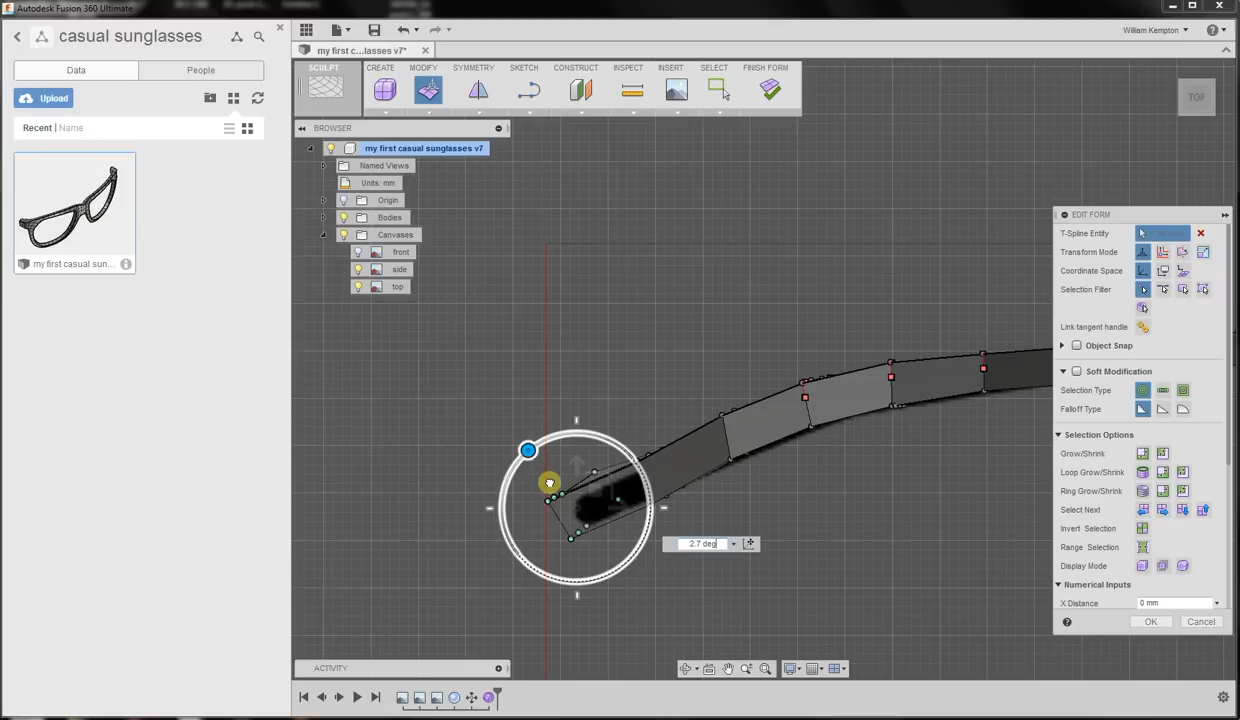 Autodesk Fusion 360 Ultimate
casual sunglasses
Data
People
Upload
Recent | Name
my first casual sun...
William Kempton
my first c...lasses v7*
SCULPT
CREATE
MODIFY
SYMMETRY
SKETCH
CONSTRUCT
INSPECT
INSERT
SELECT
FINISH FORM
TOP
BROWSER
my first casual sunglasses v7
Named Views
Units: mm
Origin
Bodies
Canvases
front
side
top
2.7 deg
EDIT FORM
T-Spline Entity
Transform Mode
Coordinate Space
Selection Filter
Link tangent handle
Object Snap
Soft Modification
Selection Type
Falloff Type
Selection Options
Grow/Shrink
Loop Grow/Shrink
Ring Grow/Shrink
Select Next
Invert Selection
Range Selection
Display Mode
Numerical Inputs
X Distance
0 mm
OK
Cancel
ACTIVITY